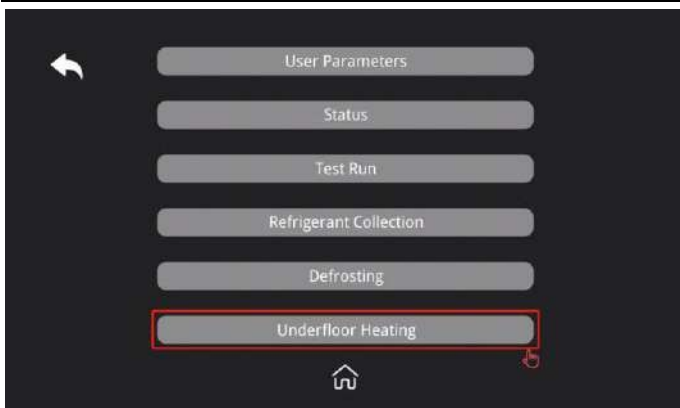 User Parameters
Status
Test Run
Refrigerant Collection
Defrosting
Underfloor Heating